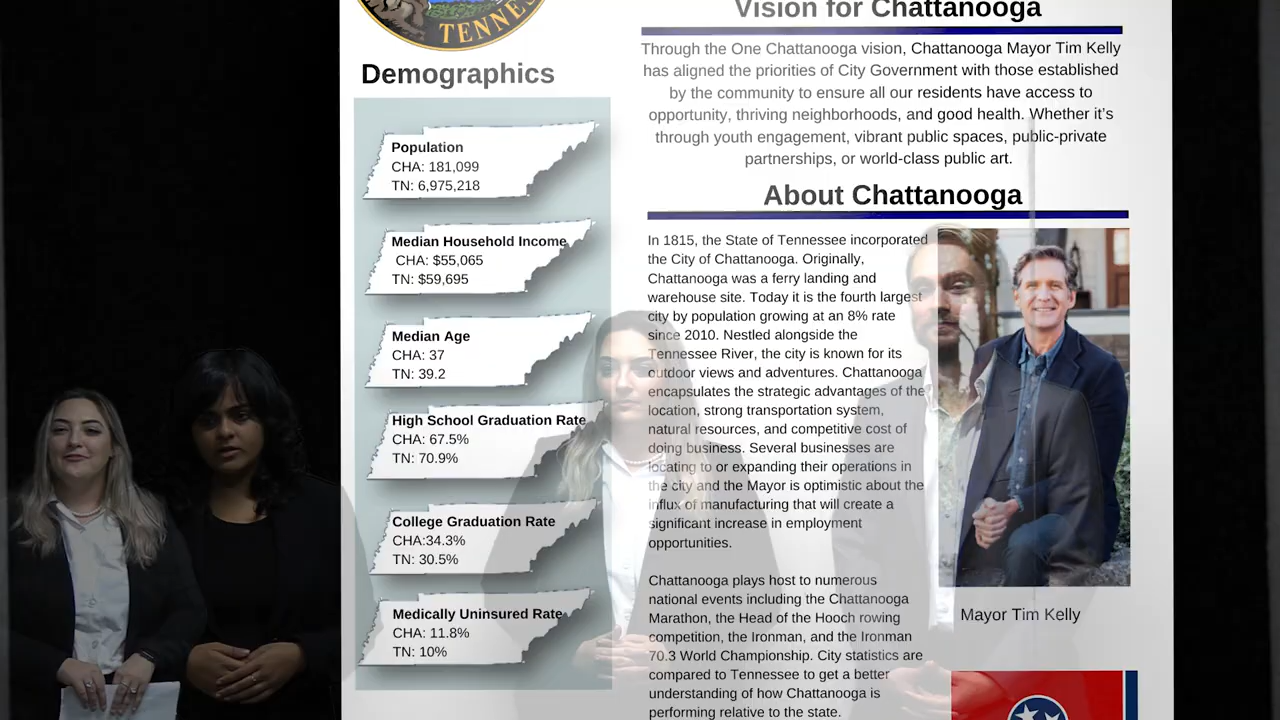 TENNES
Demographics
Population
CHA: 181,099
TN: 6,975,218
Median Household Income
CHA: $55,065
TN: $59,695
Median Age
CHA: 37
TN: 39.2
High School Graduation Rate
CHA: 67.5%
TN: 70.9%
College Graduation Rate
CHA:34.3%
TN: 30.5%
Medically Uninsured Rate
CHA: 11.8%
TN: 10%
Vision for Chattanooga
Through the One Chattanooga vision, Chattanooga Mayor Tim Kelly
has aligned the priorities of City Government with those established
by the community to ensure all our residents have access to
opportunity, thriving neighborhoods, and good health. Whether it’s
through youth engagement, vibrant public spaces, public-private
partnerships, or world-class public art.
About Chattanooga
In 1815, the State of Tennessee incorporated
the City of Chattanooga. Originally,
Chattanooga was a ferry landing and
warehouse site. Today it is the fourth largest
city by population growing at an 8% rate
since 2010. Nestled alongside the
Tennessee River, the city is known for its
outdoor views and adventures. Chattanooga
encapsulates the strategic advantages of the
location, strong transportation system,
natural resources, and competitive cost of
doing business. Several businesses are
locating to or expanding their operations in
the city and the Mayor is optimistic about the
influx of manufacturing that will create a
significant increase in employment
opportunities.
Chattanooga plays host to numerous
national events including the Chattanooga
Marathon, the Head of the Hooch rowing
competition, the Ironman, and the Ironman
70.3 World Championship. City statistics are
compared to Tennessee to get a better
understanding of how Chattanooga is
performing relative to the state.
Mayor Tim Kelly